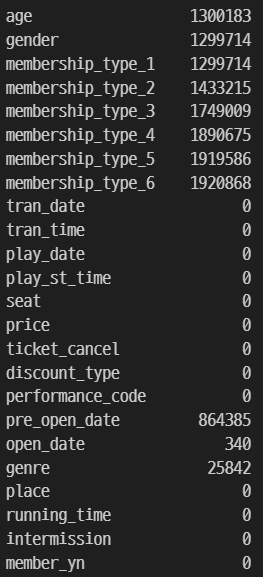 age 1300183
gender 1299714
membership_type_1 1299714
membership_type_2 1433215
membership_type_3 1749009
membership_type_4 1890675
membership_type_5 1919586
membership_type_6 1920868
tran_date 0
tran_time 0
play_date 0
play_st_time 0
seat 0
price 0
ticket_cancel 0
discount_type 0
performance_code 0
pre_open_date 864385
open_date 340
genre 25842
place 0
running_time 0
intermission 0
member_yn 0